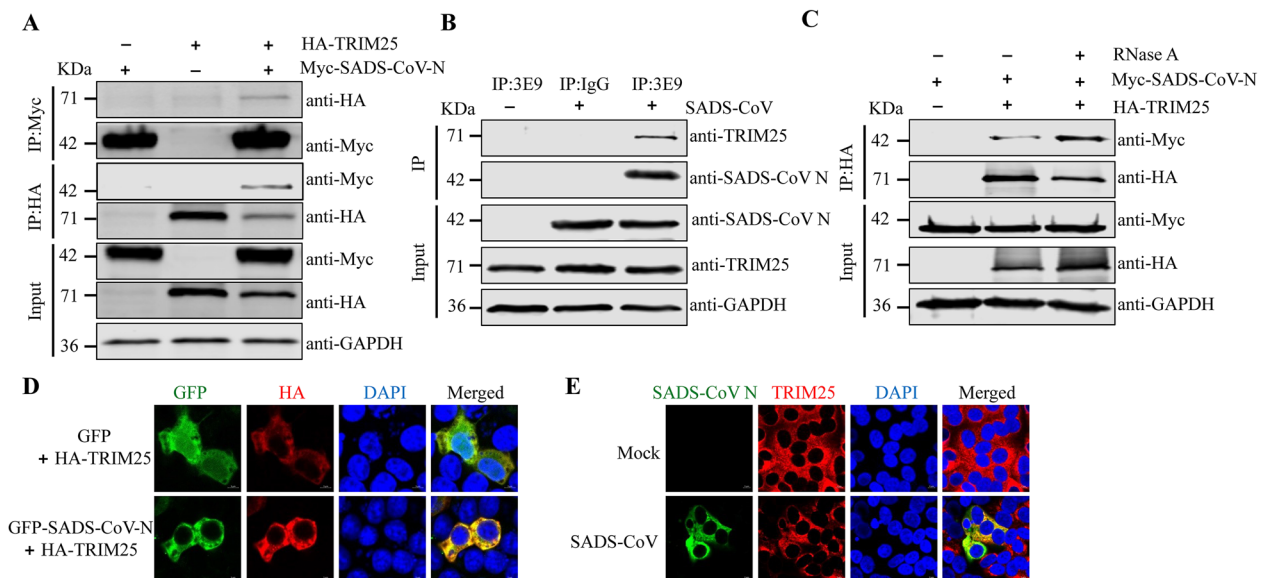 A
– + + HA-TRIM25
KDa + – + Myc-SADS-CoV-N
IP:Myc
71 anti-HA
42 anti-Myc
IP:HA
42 anti-Myc
71 anti-HA
Input
42 anti-Myc
71 anti-HA
36 anti-GAPDH
B
IP:3E9 IP:IgG IP:3E9
KDa – + + SADS-CoV
IP
71 anti-TRIM25
42 anti-SADS-CoV N
Input
42 anti-SADS-CoV N
71 anti-TRIM25
36 anti-GAPDH
C
– – + RNase A
+ + + Myc-SADS-CoV-N
KDa – + + HA-TRIM25
IP:HA
42 anti-Myc
71 anti-HA
Input
42 anti-Myc
71 anti-HA
36 anti-GAPDH
D
GFP HA DAPI Merged
GFP
+ HA-TRIM25
GFP-SADS-CoV-N
+ HA-TRIM25
E
SADS-CoV N TRIM25 DAPI Merged
Mock
SADS-CoV